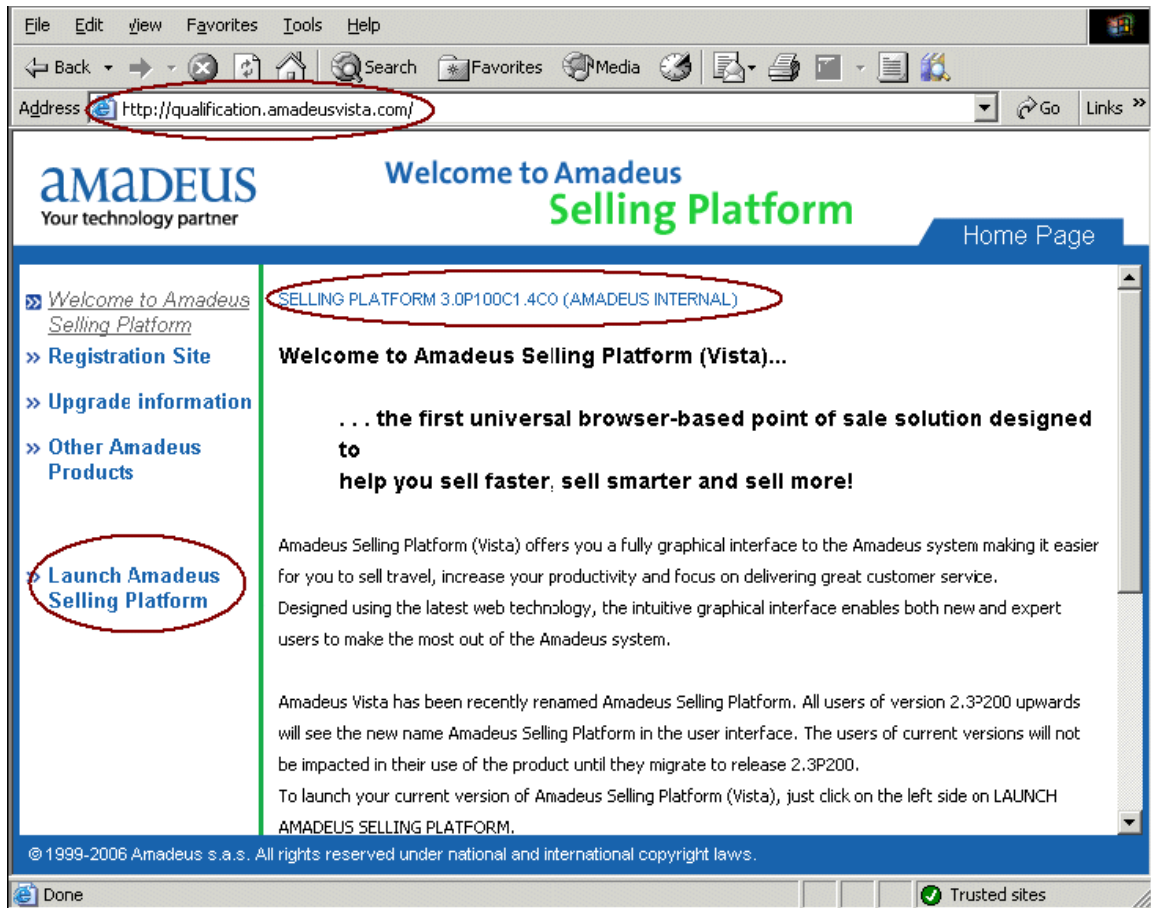 File Edit View Favorites Tools Help
Back Search Favorites Media
Address http://qualification.amadeusvista.com/ Go Links »
amadeus
Your technology partner
Welcome to Amadeus
Selling Platform
Home Page
Welcome to Amadeus
Selling Platform
» Registration Site
» Upgrade information
» Other Amadeus
Products
» Launch Amadeus
Selling Platform
SELLING PLATFORM 3.0P100C1.4C0 (AMADEUS INTERNAL)
Welcome to Amadeus Selling Platform (Vista)...
. . . the first universal browser-based point of sale solution designed
to
help you sell faster, sell smarter and sell more!
Amadeus Selling Platform (Vista) offers you a fully graphical interface to the Amadeus system making it easier
for you to sell travel, increase your productivity and focus on delivering great customer service.
Designed using the latest web technology, the intuitive graphical interface enables both new and expert
users to make the most out of the Amadeus system.
Amadeus Vista has been recently renamed Amadeus Selling Platform. All users of version 2.3P200 upwards
will see the new name Amadeus Selling Platform in the user interface. The users of current versions will not
be impacted in their use of the product until they migrate to release 2.3P200.
To launch your current version of Amadeus Selling Platform (Vista), just click on the left side on LAUNCH
AMADEUS SELLING PLATFORM.
© 1999-2006 Amadeus s.a.s. All rights reserved under national and international copyright laws.
Done Trusted sites